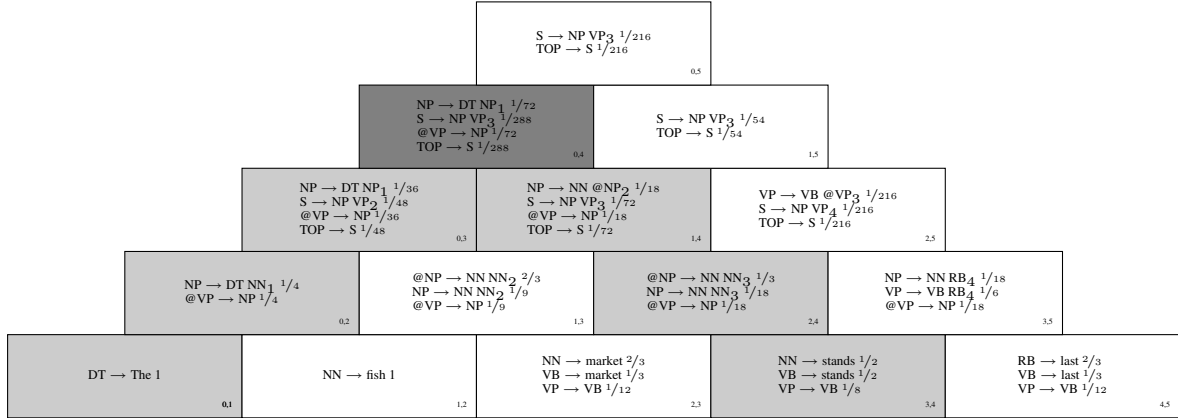 S → NP VP3 1/216
TOP → S 1/216
0,5
NP → DT NP1 1/72
S → NP VP3 1/288
@VP → NP 1/72
TOP → S 1/288
0,4
S → NP VP3 1/54
TOP → S 1/54
1,5
NP → DT NP1 1/36
S → NP VP2 1/48
@VP → NP 1/36
TOP → S 1/48
0,3
NP → NN @NP2 1/18
S → NP VP3 1/72
@VP → NP 1/18
TOP → S 1/72
1,4
VP → VB @VP3 1/216
S → NP VP4 1/216
TOP → S 1/216
2,5
NP → DT NN1 1/4
@VP → NP 1/4
0,2
@NP → NN NN2 2/3
NP → NN NN2 1/9
@VP → NP 1/9
1,3
@NP → NN NN3 1/3
NP → NN NN3 1/18
@VP → NP 1/18
2,4
NP → NN RB4 1/18
VP → VB RB4 1/6
@VP → NP 1/18
3,5
DT → The 1
0,1
NN → fish 1
1,2
NN → market 2/3
VB → market 1/3
VP → VB 1/12
2,3
NN → stands 1/2
VB → stands 1/2
VP → VB 1/8
3,4
RB → last 2/3
VB → last 1/3
VP → VB 1/12
4,5